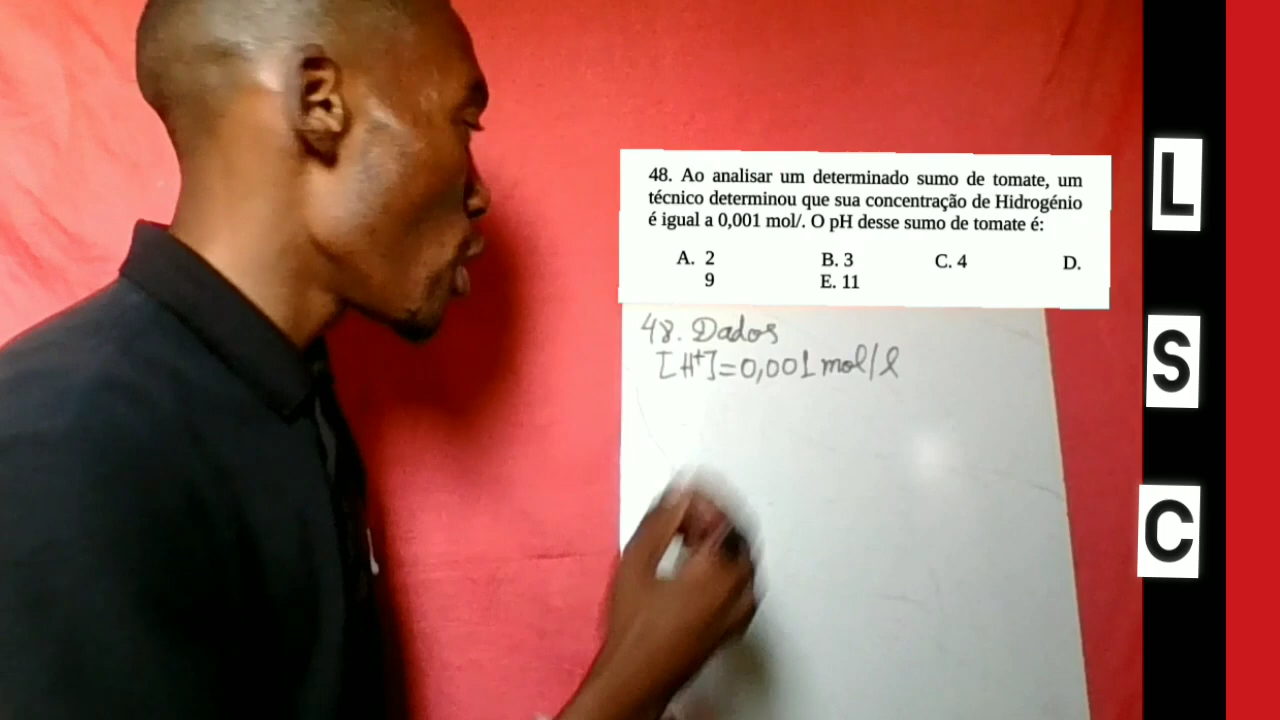 48. Ao analisar um determinado sumo de tomate, um
técnico determinou que sua concentração de Hidrogénio
é igual a 0,001 mol/. O pH desse sumo de tomate é:
A. 2 B. 3 C. 4 D.
9 E. 11
48. Dados
[H⁺]=0,001 mol/l
L
S
C